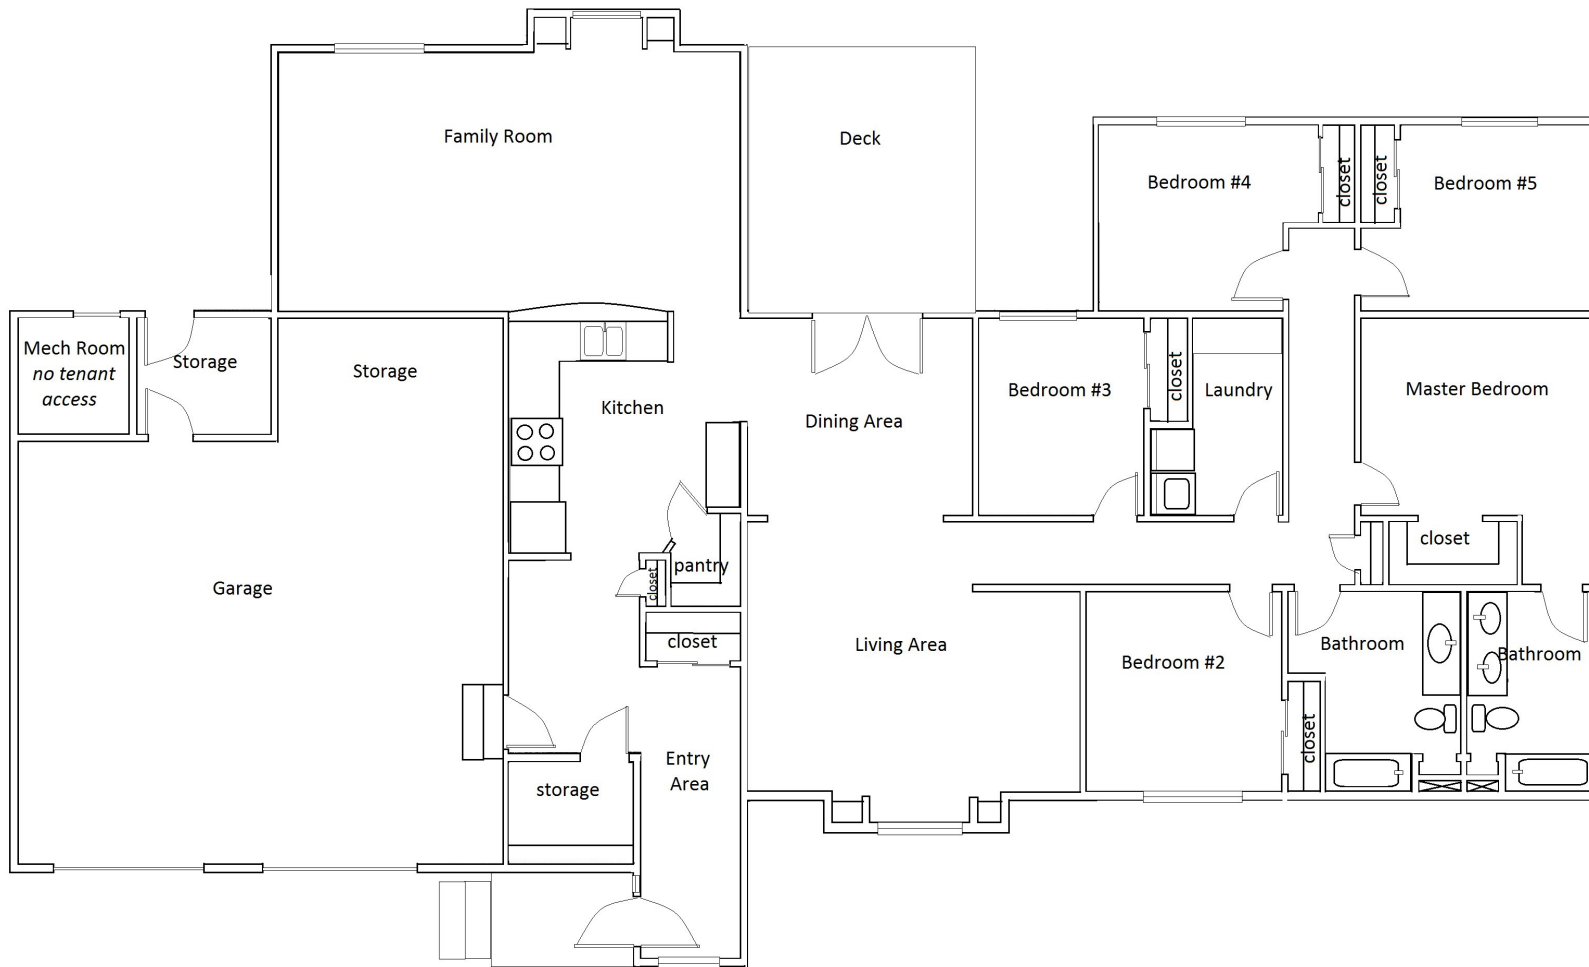 Family Room
Deck
Bedroom #4
closet
closet
Bedroom #5
Mech Room
no tenant
access
Storage
Storage
Kitchen
Dining Area
Bedroom #3
closet
Laundry
Master Bedroom
Garage
closet
pantry
closet
closet
Living Area
Bedroom #2
closet
Bathroom
Bathroom
storage
Entry
Area